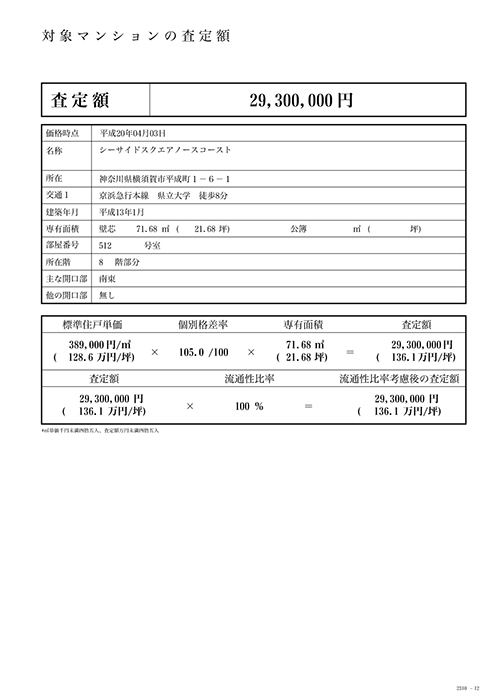 対象マンションの査定額
査定額 29,300,000 円
価格時点 平成20年04月03日
名称 シーサイドスクエアノースコースト
所在 神奈川県横須賀市平成町１－６－１
交通１ 京浜急行本線 県立大学 徒歩8分
建築年月 平成13年1月
専有面積 壁芯 71.68 ㎡ ( 21.68 坪) 公簿 ㎡ ( 坪)
部屋番号 512 号室
所在階 8 階部分
主な開口部 南東
他の開口部 無し
標準住戸単価 個別格差率 専有面積 査定額
389,000 円/㎡ × 105.0 /100 × 71.68 ㎡ = 29,300,000 円
( 128.6 万円/坪) ( 21.68 坪) ( 136.1 万円/坪)
査定額 流通性比率 流通性比率考慮後の査定額
29,300,000 円 × 100 % = 29,300,000 円
( 136.1 万円/坪) ( 136.1 万円/坪)
*㎡単価千円未満四捨五入、査定額万円未満四捨五入
2310 - 12